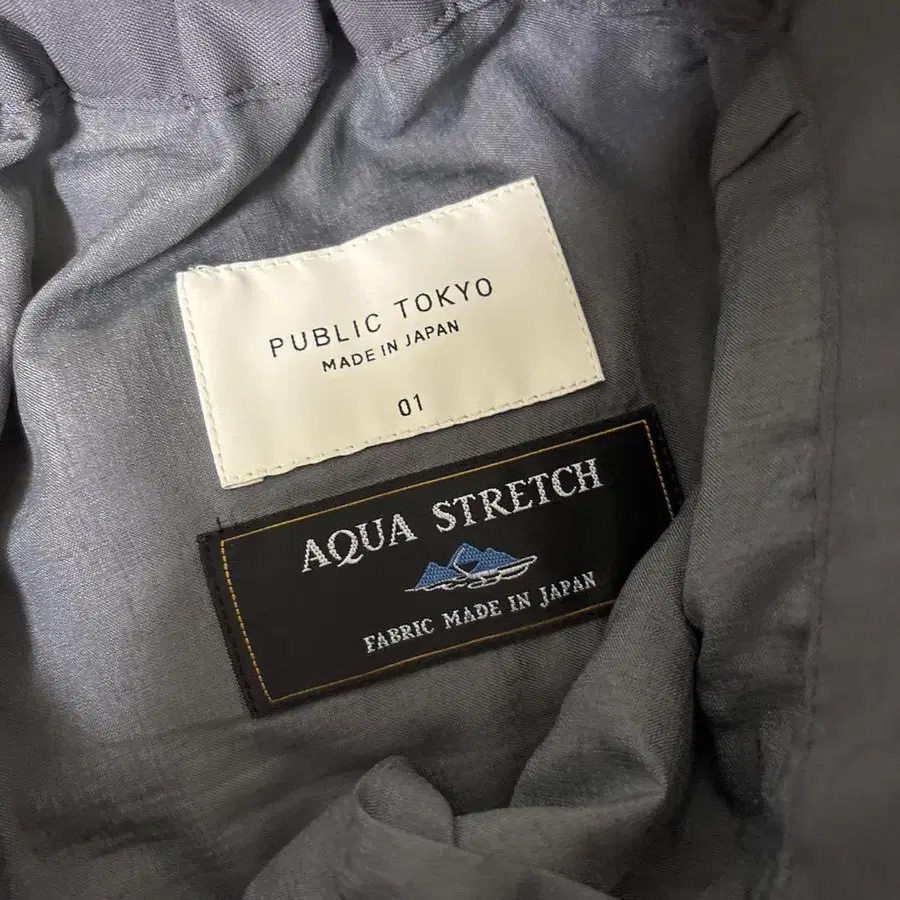 PUBLIC TOKYO
MADE IN JAPAN
01
AQUA STRETCH
FABRIC MADE IN JAPAN